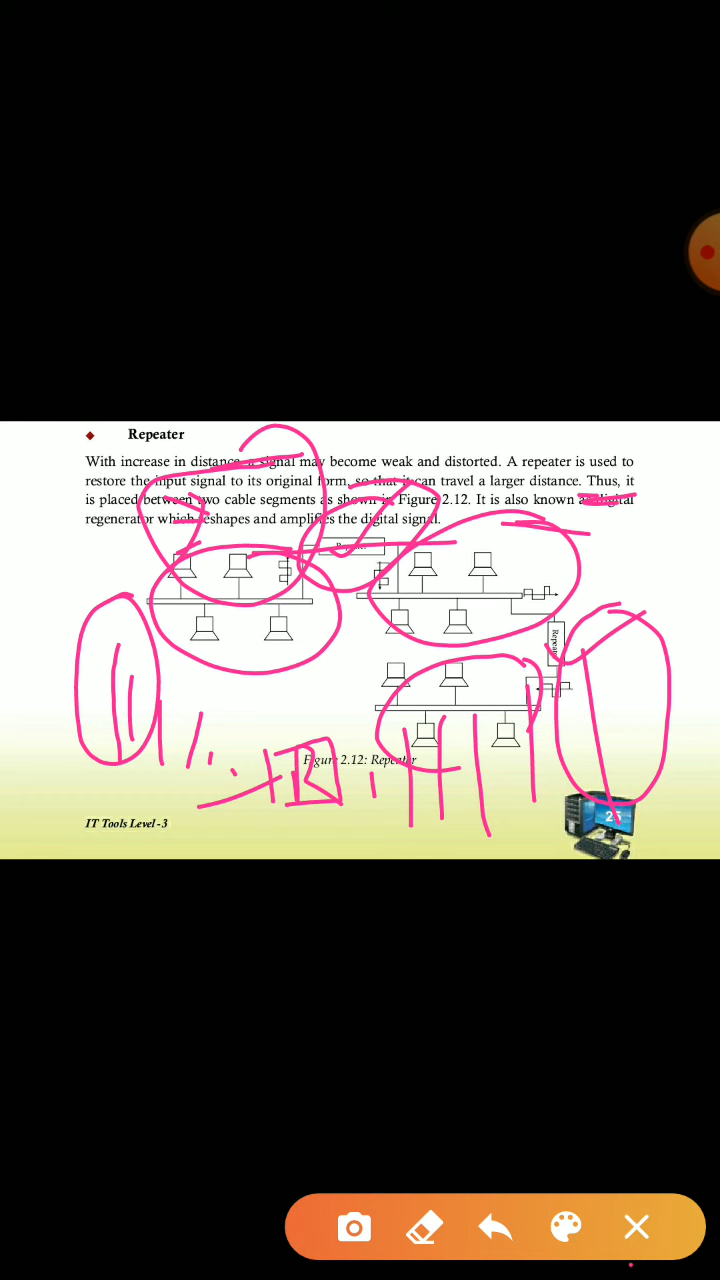 Repeater
With increase in distance, a signal may become weak and distorted. A repeater is used to
restore the input signal to its original form, so that it can travel a larger distance. Thus, it
is placed between two cable segments as shown in Figure 2.12. It is also known as digital
regenerator which reshapes and amplifies the digital signal.
Repeater
Repeater
R
Figure 2.12: Repeater
IT Tools Level -3